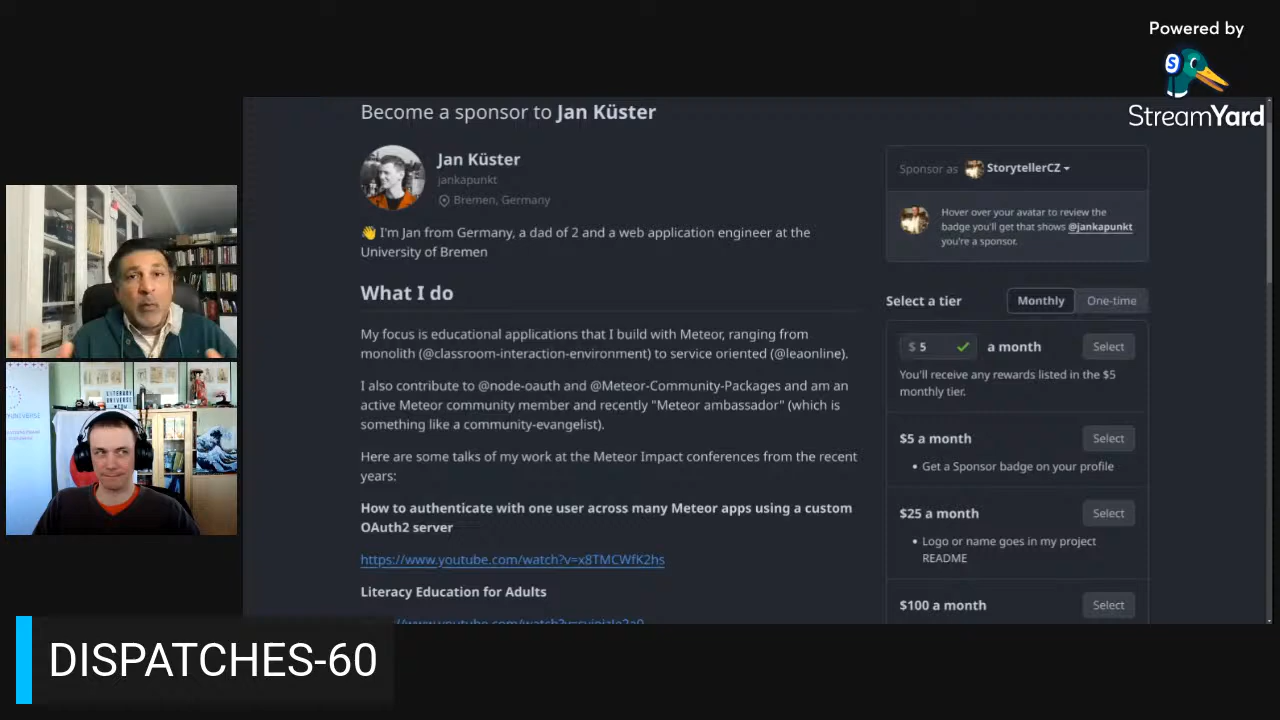 Powered by
StreamYard
Become a sponsor to Jan Küster
Jan Küster
jankapunkt
Bremen, Germany
👋 I'm Jan from Germany, a dad of 2 and a web application engineer at the
University of Bremen
What I do
My focus is educational applications that I build with Meteor, ranging from
monolith (@classroom-interaction-environment) to service oriented (@leaonline).
I also contribute to @node-oauth and @Meteor-Community-Packages and am an
active Meteor community member and recently "Meteor ambassador" (which is
something like a community-evangelist).
Here are some talks of my work at the Meteor Impact conferences from the recent
years:
How to authenticate with one user across many Meteor apps using a custom
OAuth2 server
https://www.youtube.com/watch?v=x8TMCWfK2hs
Literacy Education for Adults
Sponsor as StorytellerCZ
Hover over your avatar to review the
badge you'll get that shows @jankapunkt
you're a sponsor.
Select a tier Monthly One-time
$ 5 a month Select
You'll receive any rewards listed in the $5
monthly tier.
$5 a month Select
• Get a Sponsor badge on your profile
$25 a month Select
• Logo or name goes in my project
README
$100 a month Select
DISPATCHES-60